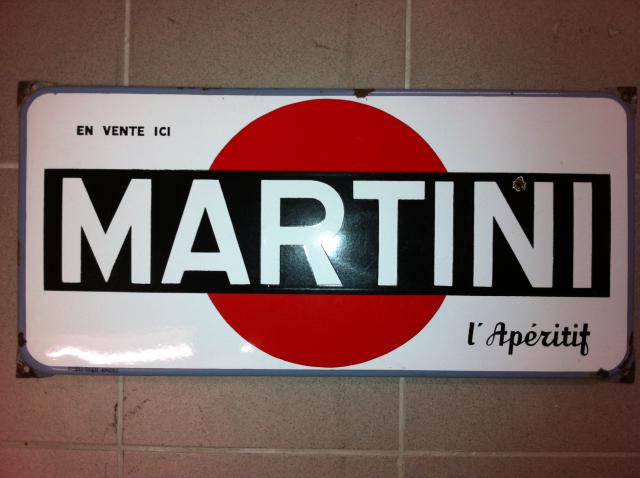 EN VENTE ICI
MARTINI
l'Apéritif